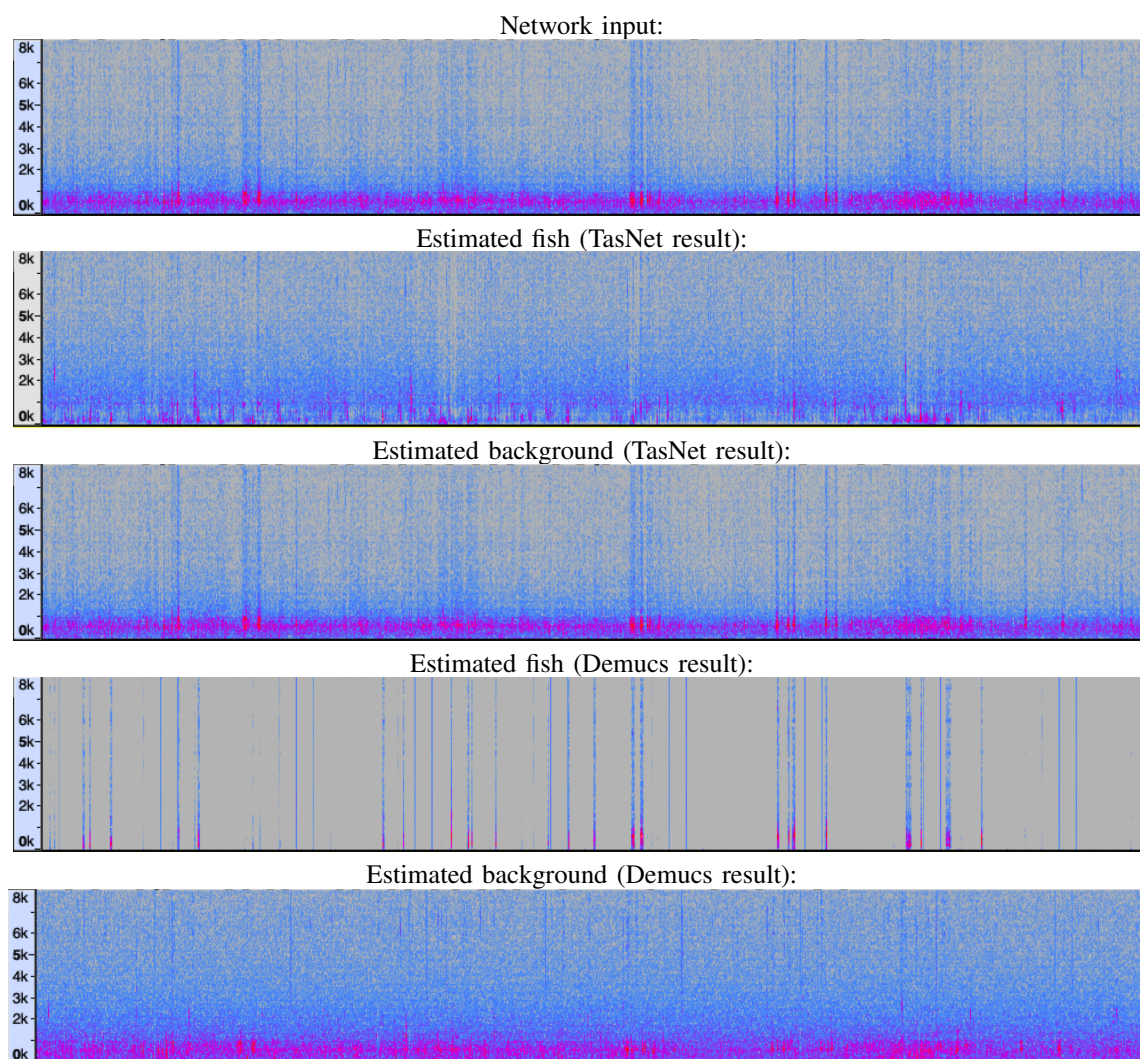 Network input:
8k
6k
5k
4k
3k
2k
0k
Estimated fish (TasNet result):
8k
6k
5k
4k
3k
2k
0k
Estimated background (TasNet result):
8k
6k
5k
4k
3k
2k
0k
Estimated fish (Demucs result):
8k
6k
5k
4k
3k
2k
0k
Estimated background (Demucs result):
8k
6k
5k
4k
3k
2k
0k